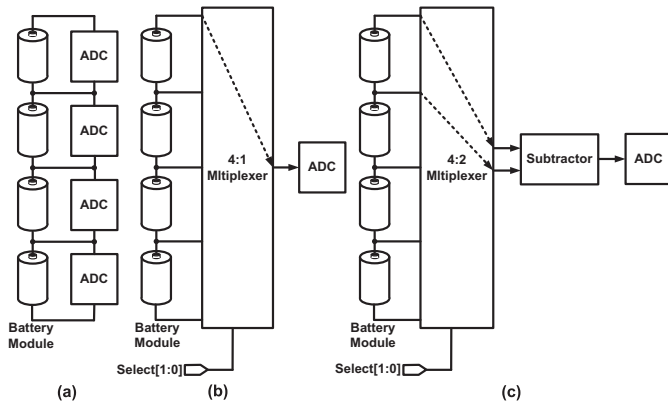 ADC
ADC
ADC
ADC
Battery
Module
(a)
4:1
Mltiplexer
ADC
Battery
Module
Select[1:0]
(b)
4:2
Mltiplexer
Subtractor
ADC
Battery
Module
Select[1:0]
(c)